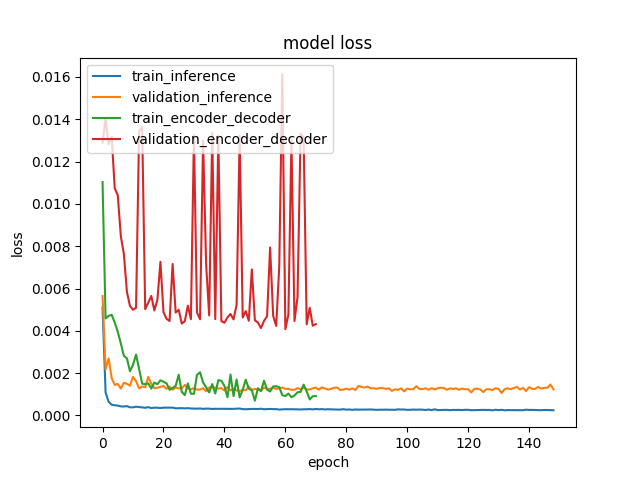 model loss
train_inference
validation_inference
train_encoder_decoder
validation_encoder_decoder
loss
0.016
0.014
0.012
0.010
0.008
0.006
0.004
0.002
0.000
0 20 40 60 80 100 120 140
epoch